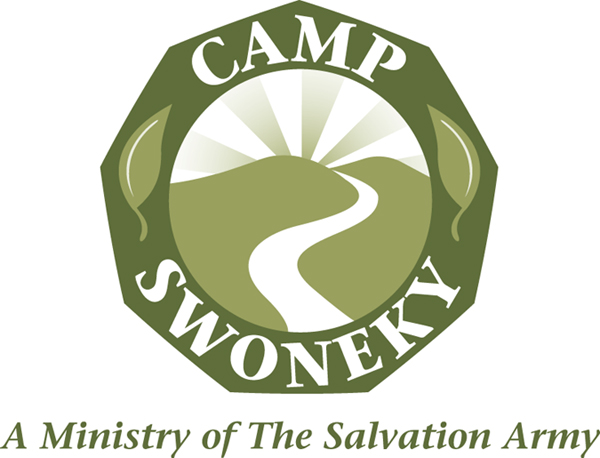 CAMP
SWONEKY
A Ministry of The Salvation Army